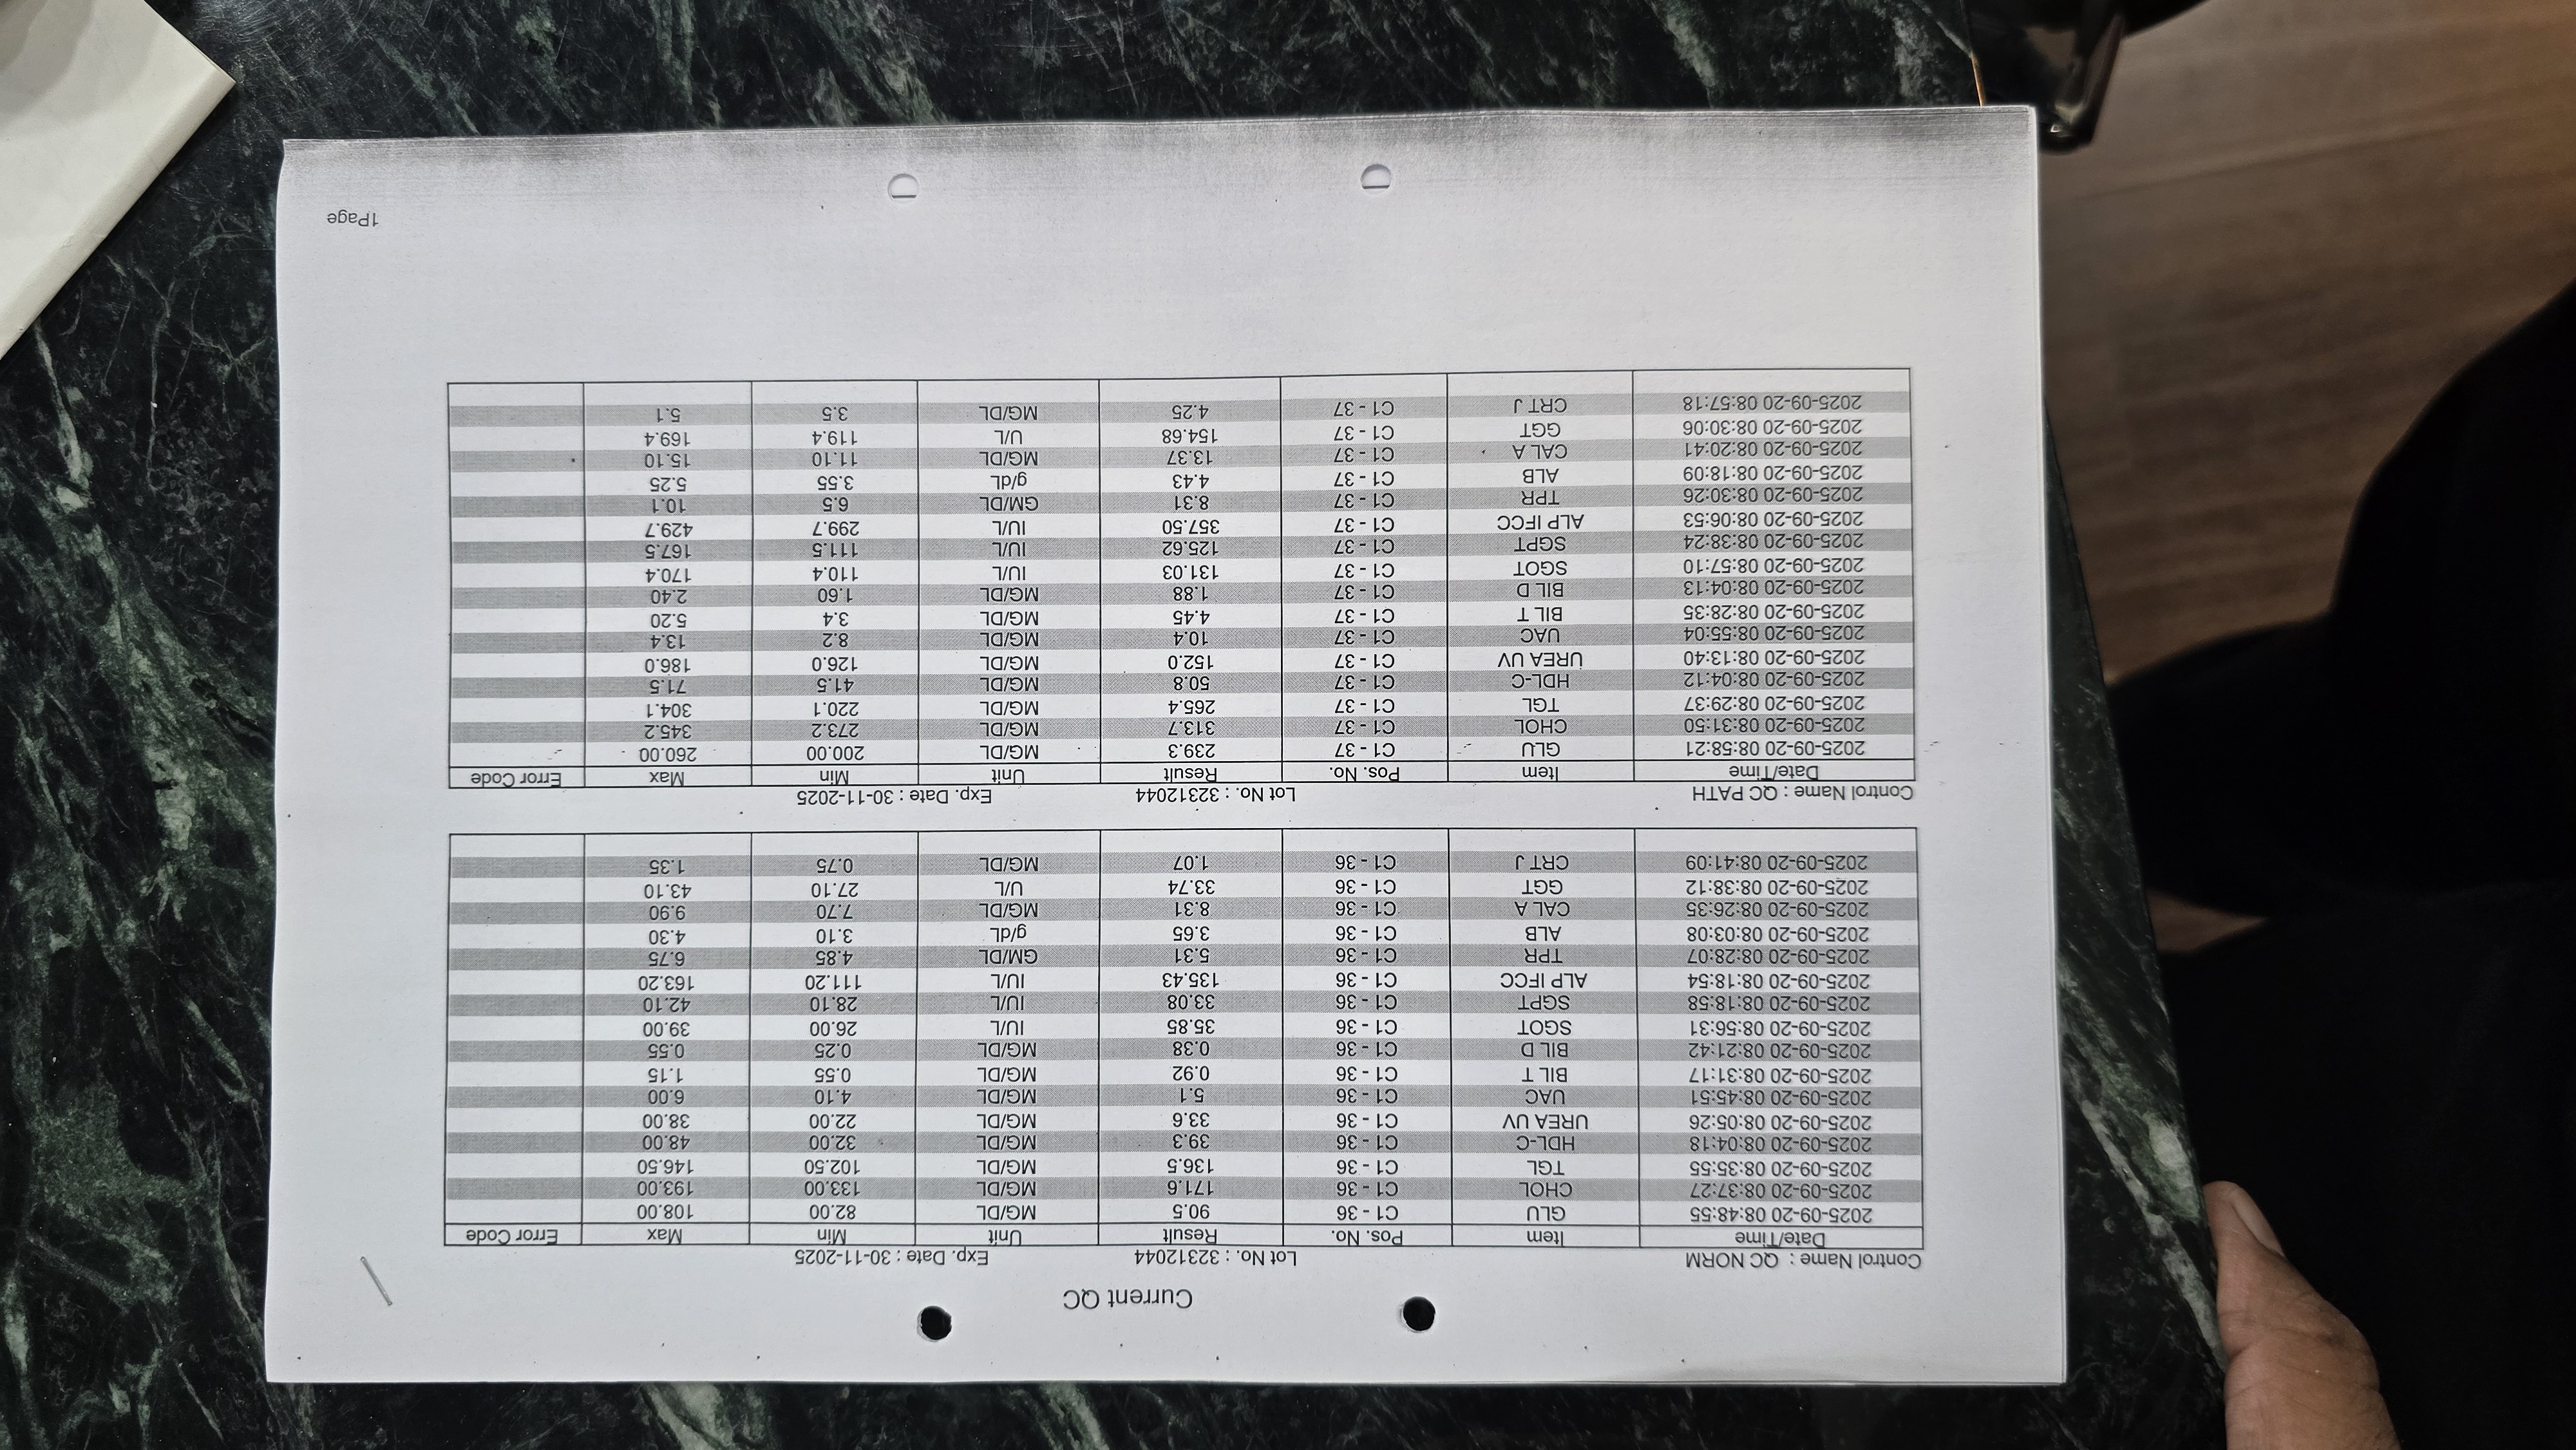 Current QC
Control Name : QC NORM Lot No. : 32312044 Exp. Date : 30-11-2025
Date/Time Item Pos. No. Result Unit Min Max Error Code
2025-09-20 08:48:55 GLU C1 - 36 90.5 MG/DL 82.00 108.00
2025-09-20 08:37:27 CHOL C1 - 36 171.6 MG/DL 133.00 193.00
2025-09-20 08:35:55 TGL C1 - 36 136.5 MG/DL 102.50 146.50
2025-09-20 08:04:18 HDL-C C1 - 36 39.3 MG/DL 32.00 48.00
2025-09-20 08:05:26 UREA UV C1 - 36 33.6 MG/DL 22.00 38.00
2025-09-20 08:45:51 UAC C1 - 36 5.1 MG/DL 4.10 6.00
2025-09-20 08:31:17 BIL T C1 - 36 0.92 MG/DL 0.55 1.15
2025-09-20 08:21:42 BIL D C1 - 36 0.38 MG/DL 0.25 0.55
2025-09-20 08:56:31 SGOT C1 - 36 35.85 IU/L 26.00 39.00
2025-09-20 08:18:58 SGPT C1 - 36 33.08 IU/L 28.10 42.10
2025-09-20 08:18:54 ALP IFCC C1 - 36 135.43 IU/L 111.20 163.20
2025-09-20 08:28:07 TPR C1 - 36 5.31 GM/DL 4.85 6.75
2025-09-20 08:03:08 ALB C1 - 36 3.65 g/dL 3.10 4.30
2025-09-20 08:26:35 CAL A C1 - 36 8.31 MG/DL 7.70 9.90
2025-09-20 08:38:12 GGT C1 - 36 33.74 U/L 27.10 43.10
2025-09-20 08:41:09 CRT J C1 - 36 1.07 MG/DL 0.75 1.35
Control Name : QC PATH Lot No. : 32312044 Exp. Date : 30-11-2025
Date/Time Item Pos. No. Result Unit Min Max Error Code
2025-09-20 08:58:21 GLU C1 - 37 239.3 MG/DL 200.00 260.00
2025-09-20 08:31:50 CHOL C1 - 37 313.7 MG/DL 273.2 345.2
2025-09-20 08:29:37 TGL C1 - 37 265.4 MG/DL 220.1 304.1
2025-09-20 08:04:12 HDL-C C1 - 37 50.8 MG/DL 41.5 71.5
2025-09-20 08:13:40 UREA UV C1 - 37 152.0 MG/DL 126.0 186.0
2025-09-20 08:55:04 UAC C1 - 37 10.4 MG/DL 8.2 13.4
2025-09-20 08:28:35 BIL T C1 - 37 4.45 MG/DL 3.4 5.20
2025-09-20 08:04:13 BIL D C1 - 37 1.88 MG/DL 1.60 2.40
2025-09-20 08:57:10 SGOT C1 - 37 131.03 IU/L 110.4 170.4
2025-09-20 08:38:24 SGPT C1 - 37 125.62 IU/L 111.5 167.5
2025-09-20 08:06:53 ALP IFCC C1 - 37 357.50 IU/L 299.7 429.7
2025-09-20 08:30:26 TPR C1 - 37 8.31 GM/DL 6.5 10.1
2025-09-20 08:18:09 ALB C1 - 37 4.43 g/dL 3.55 5.25
2025-09-20 08:20:41 CAL A C1 - 37 13.37 MG/DL 11.10 15.10
2025-09-20 08:30:06 GGT C1 - 37 154.68 U/L 119.4 169.4
2025-09-20 08:57:18 CRT J C1 - 37 4.25 MG/DL 3.5 5.1
1Page